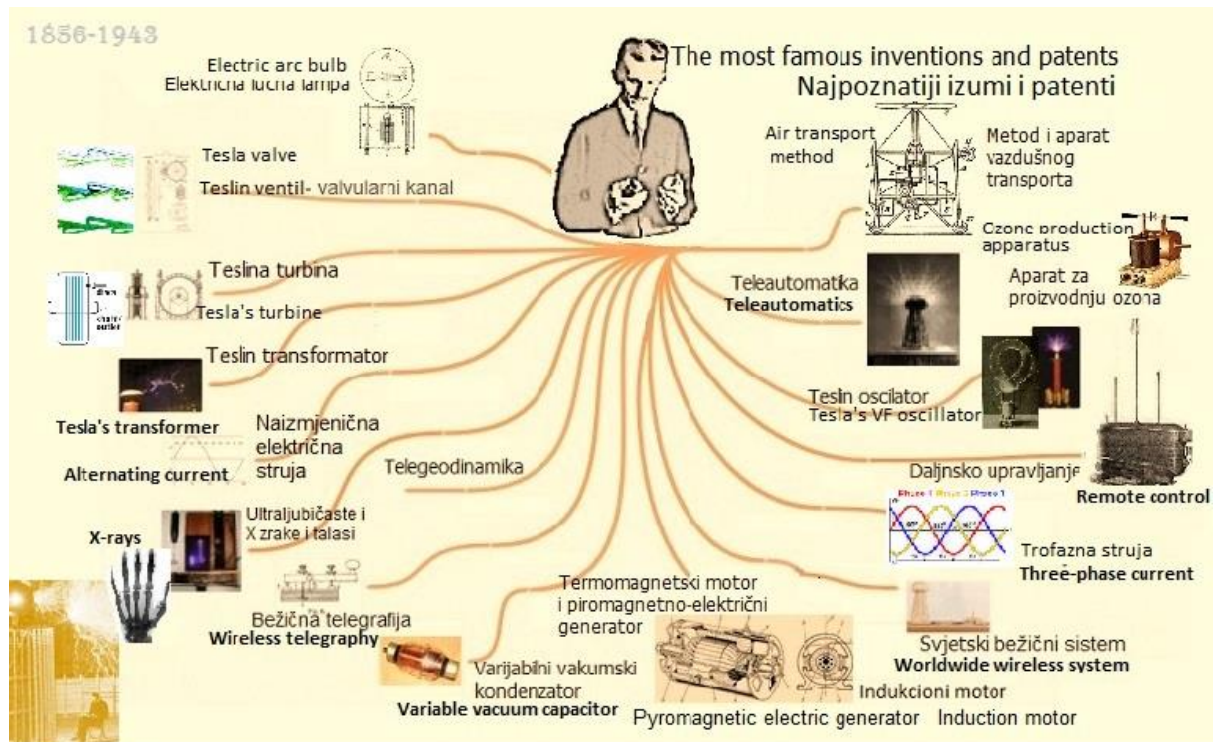 1856-1943
The most famous inventions and patents
Najpoznatiji izumi i patenti
Electric arc bulb
Elektricna lucna lampa
Tesla valve
Teslin ventil- valvularni kanal
Teslina turbina
Tesla's turbine
discs
outlet
Teslin transformator
Tesla's transformer
Naizmjenična
električna
struja
Alternating current
Telegeodinamika
Ultraljubičaste i
X zrake i talasi
X-rays
Bežična telegrafija
Wireless telegraphy
Varijabilni vakumski
kondenzator
Variable vacuum capacitor
Termomagnetski motor
i piromagnetno-električni
generator
Pyromagnetic electric generator
Indukcioni motor
Induction motor
Air transport
method
Metod i aparat
vazdušnog
transporta
Ozone production
apparatus
Aparat za
proizvodnju ozona
Teleautomatika
Teleautomatics
Teslin oscilator
Tesla's VF oscillator
Daljnsko upravljanje
Remote control
Phase 1 Phase 2 Phase 3
Trofazna struja
Three-phase current
Svjetski bežični sistem
Worldwide wireless system